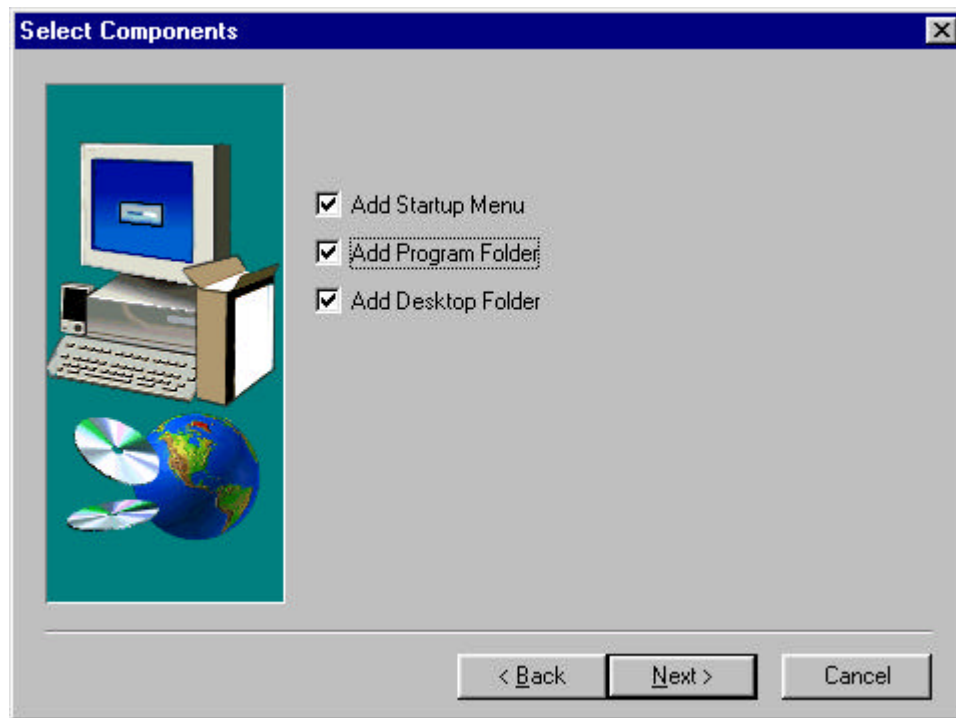 Select Components
Add Startup Menu
Add Program Folder
Add Desktop Folder
< Back Next > Cancel